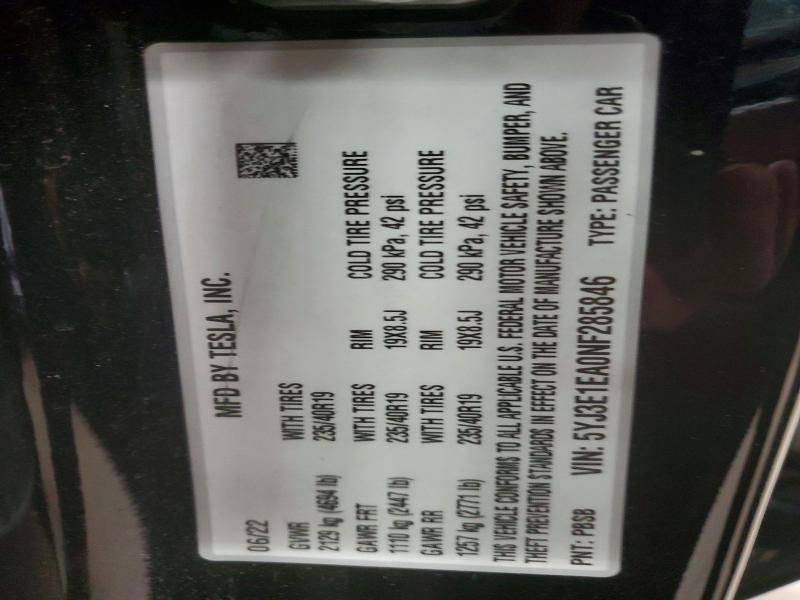 MFD BY TESLA, INC.
06/22
GVWR WITH TIRES
2129 kg (4694 lb) 235/40R19
GAWR FRT WITH TIRES RIM COLD TIRE PRESSURE
1110 kg (2447 lb) 235/40R19 19X8.5J 290 kPa, 42 psi
GAWR RR WITH TIRES RIM COLD TIRE PRESSURE
1257 kg (2771 lb) 235/40R19 19X8.5J 290 kPa, 42 psi
THIS VEHICLE CONFORMS TO ALL APPLICABLE U.S. FEDERAL MOTOR VEHICLE SAFETY, BUMPER, AND
THEFT PREVENTION STANDARDS IN EFFECT ON THE DATE OF MANUFACTURE SHOWN ABOVE.
PNT: PBSB VIN: 5YJ3E1EA0NF285846 TYPE: PASSENGER CAR